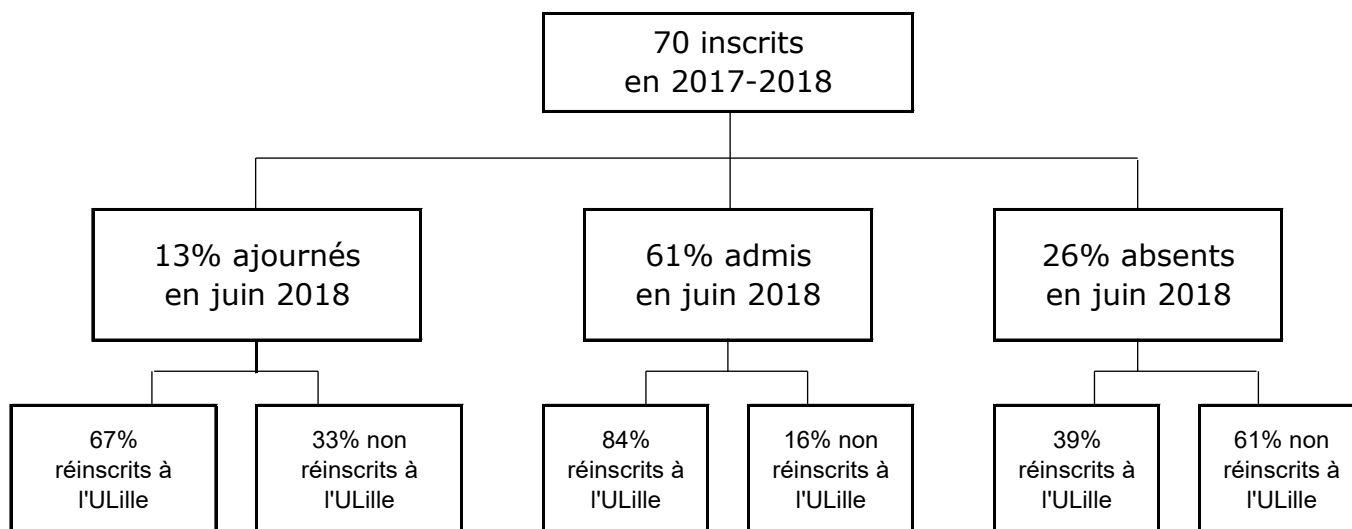 70 inscrits
en 2017-2018
13% ajournés
en juin 2018
61% admis
en juin 2018
26% absents
en juin 2018
67%
réinscrits à
l'ULille
33% non
réinscrits à
l'ULille
84%
réinscrits à
l'ULille
16% non
réinscrits à
l'ULille
39%
réinscrits à
l'ULille
61% non
réinscrits à
l'ULille